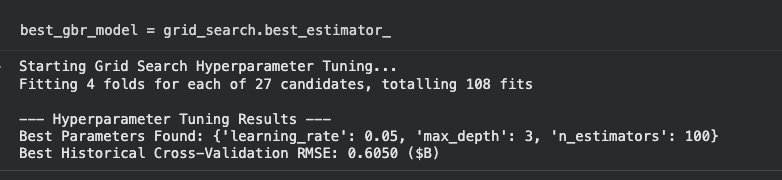 best_gbr_model = grid_search.best_estimator_
Starting Grid Search Hyperparameter Tuning...
Fitting 4 folds for each of 27 candidates, totalling 108 fits
--- Hyperparameter Tuning Results ---
Best Parameters Found: {'learning_rate': 0.05, 'max_depth': 3, 'n_estimators': 100}
Best Historical Cross-Validation RMSE: 0.6050 ($B)